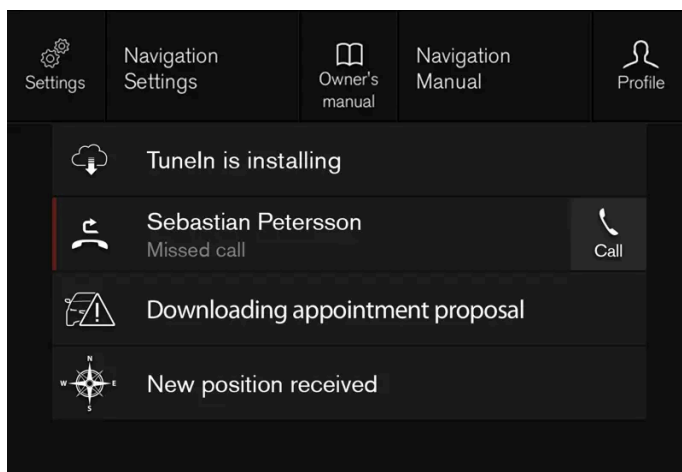 Settings
Navigation
Settings
Owner's
manual
Navigation
Manual
Profile
TuneIn is installing
Sebastian Petersson
Missed call
Call
Downloading appointment proposal
N
W E
S
New position received